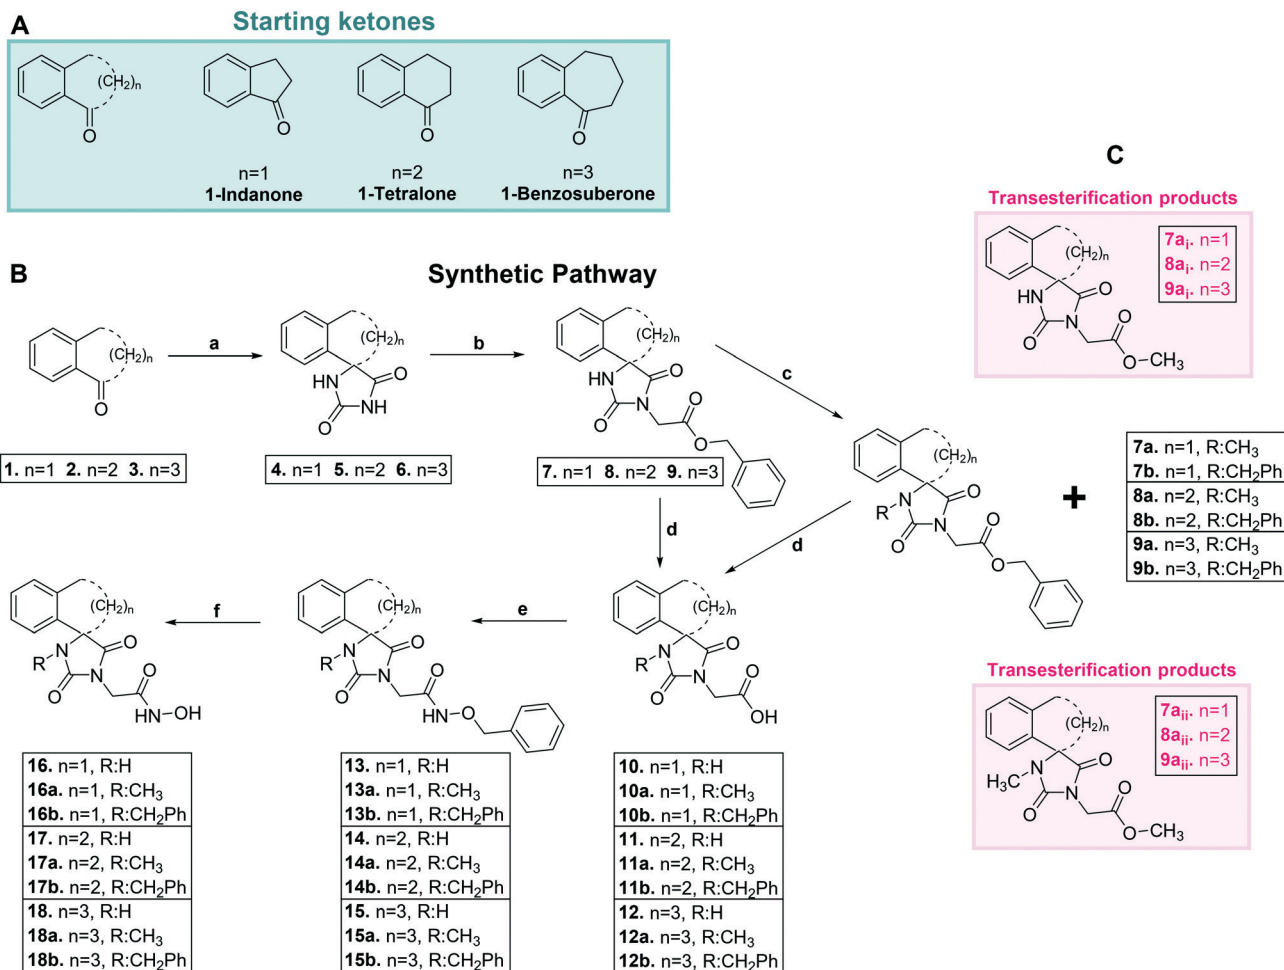 A
Starting ketones
(CH₂)ₙ
O
O
O
O
n=1
1-Indanone
n=2
1-Tetralone
n=3
1-Benzosuberone
C
Transesterification products
(CH₂)ₙ
HN
O
N
O
O
O
CH₃
7aᵢ. n=1
8aᵢ. n=2
9aᵢ. n=3
B
Synthetic Pathway
(CH₂)ₙ
O
a
(CH₂)ₙ
HN
O
NH
O
b
(CH₂)ₙ
HN
O
N
O
O
O
c
1. n=1 2. n=2 3. n=3
4. n=1 5. n=2 6. n=3
7. n=1 8. n=2 9. n=3
(CH₂)ₙ
N
R
O
N
O
O
O
+
7a. n=1, R:CH₃
7b. n=1, R:CH₂Ph
8a. n=2, R:CH₃
8b. n=2, R:CH₂Ph
9a. n=3, R:CH₃
9b. n=3, R:CH₂Ph
d
d
(CH₂)ₙ
N
R
O
N
O
O
HN
OH
f
(CH₂)ₙ
N
R
O
N
O
O
HN
O
e
(CH₂)ₙ
N
R
O
N
O
O
OH
16. n=1, R:H
16a. n=1, R:CH₃
16b. n=1, R:CH₂Ph
17. n=2, R:H
17a. n=2, R:CH₃
17b. n=2, R:CH₂Ph
18. n=3, R:H
18a. n=3, R:CH₃
18b. n=3, R:CH₂Ph
13. n=1, R:H
13a. n=1, R:CH₃
13b. n=1, R:CH₂Ph
14. n=2, R:H
14a. n=2, R:CH₃
14b. n=2, R:CH₂Ph
15. n=3, R:H
15a. n=3, R:CH₃
15b. n=3, R:CH₂Ph
10. n=1, R:H
10a. n=1, R:CH₃
10b. n=1, R:CH₂Ph
11. n=2, R:H
11a. n=2, R:CH₃
11b. n=2, R:CH₂Ph
12. n=3, R:H
12a. n=3, R:CH₃
12b. n=3, R:CH₂Ph
Transesterification products
(CH₂)ₙ
H₃C
N
O
N
O
O
O
CH₃
7aᵢᵢ. n=1
8aᵢᵢ. n=2
9aᵢᵢ. n=3